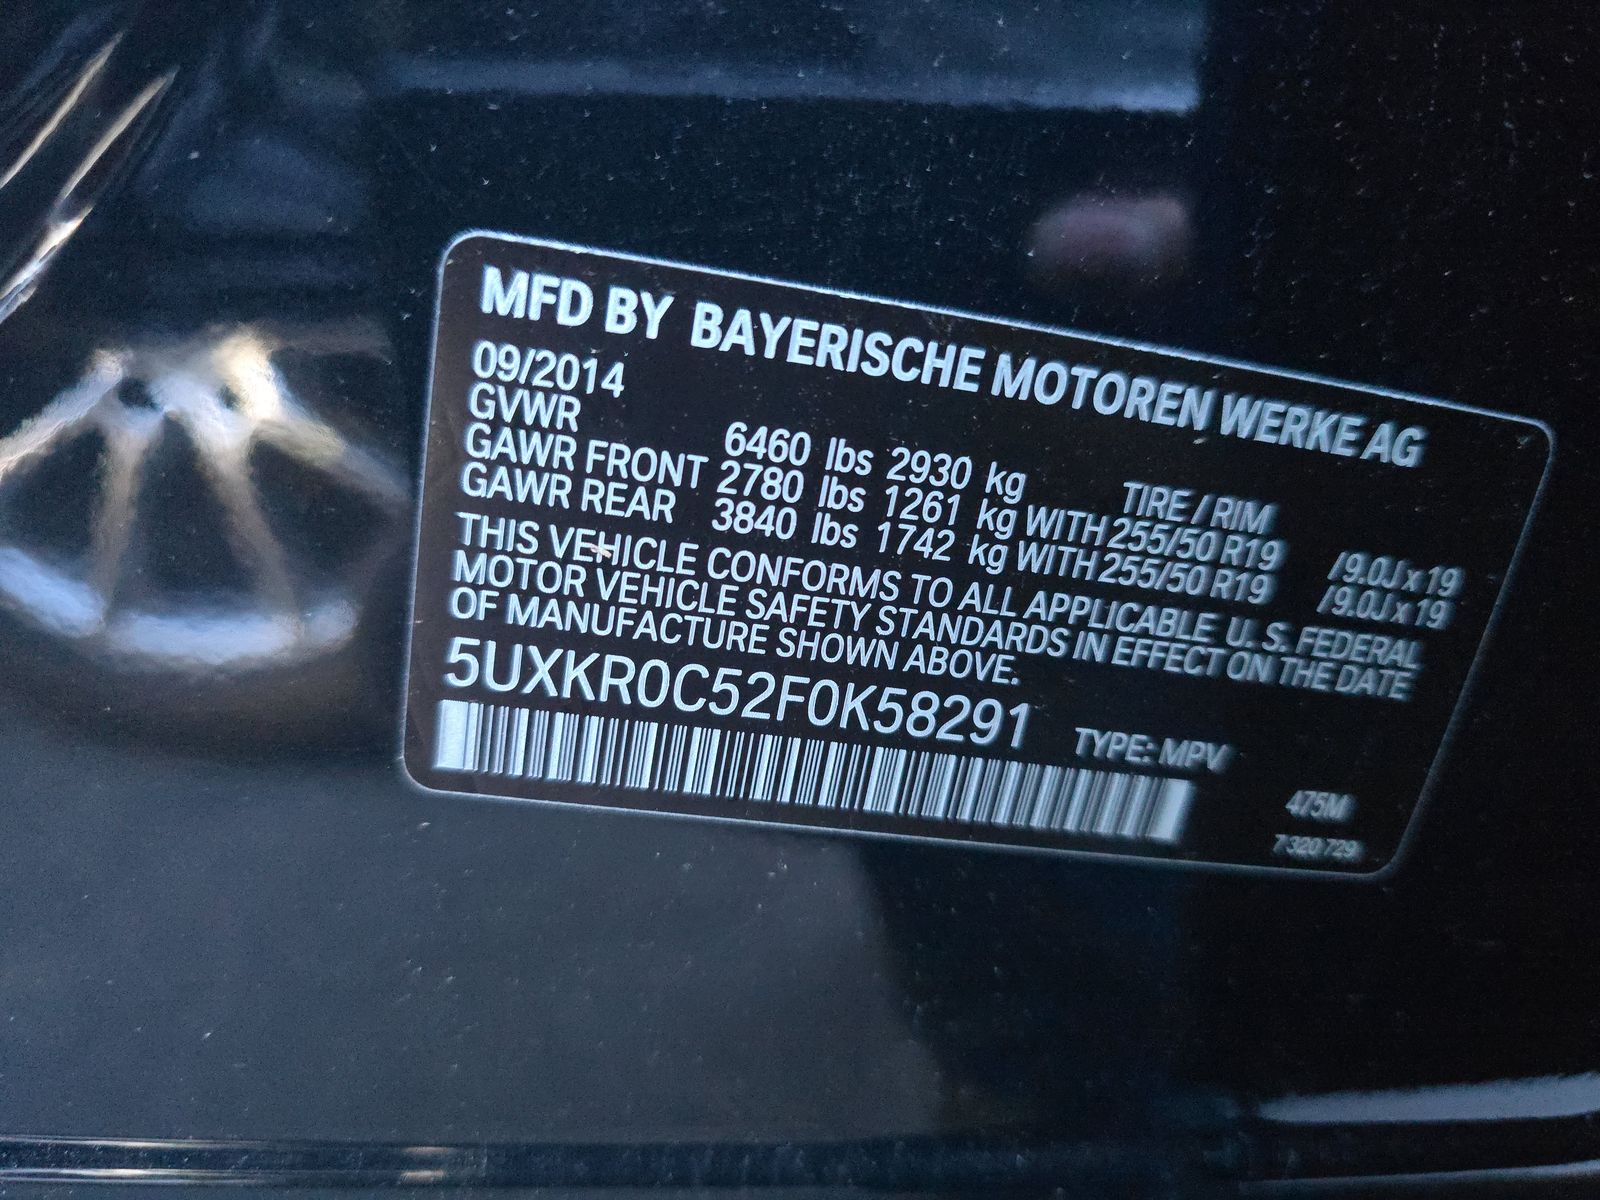 MFD BY BAYERISCHE MOTOREN WERKE AG
09/2014
GVWR 6460 lbs 2930 kg TIRE / RIM
GAWR FRONT 2780 lbs 1261 kg WITH 255/50 R19 /9.0J x 19
GAWR REAR 3840 lbs 1742 kg WITH 255/50 R19 /9.0J x 19
THIS VEHICLE CONFORMS TO ALL APPLICABLE U. S. FEDERAL
MOTOR VEHICLE SAFETY STANDARDS IN EFFECT ON THE DATE
OF MANUFACTURE SHOWN ABOVE.
5UXKR0C52F0K58291 TYPE: MPV
475M
7 320 729